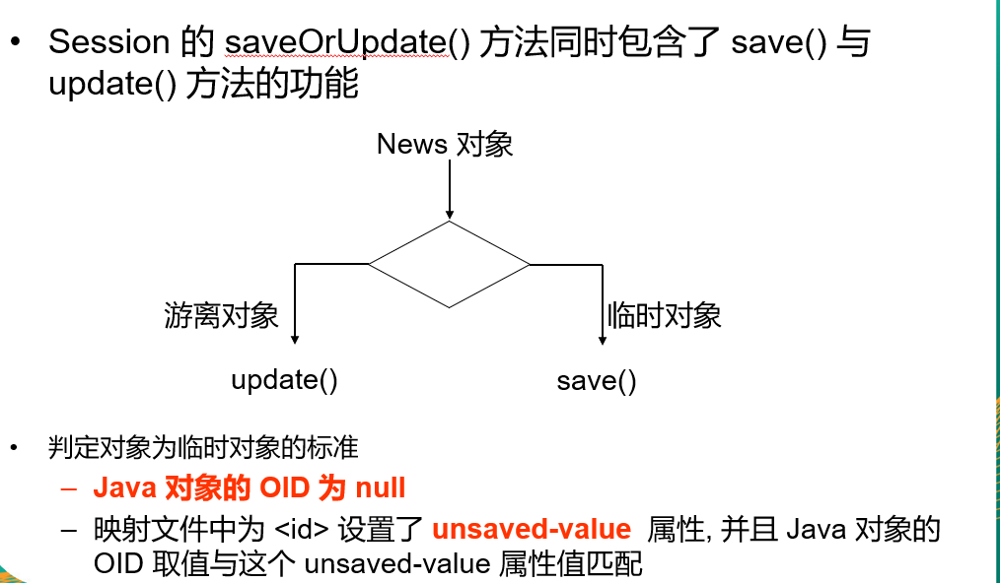 • Session 的 saveOrUpdate() 方法同时包含了 save() 与
update() 方法的功能
News 对象
游离对象
临时对象
update()
save()
• 判定对象为临时对象的标准
– Java 对象的 OID 为 null
– 映射文件中为 <id> 设置了 unsaved-value 属性, 并且 Java 对象的
OID 取值与这个 unsaved-value 属性值匹配